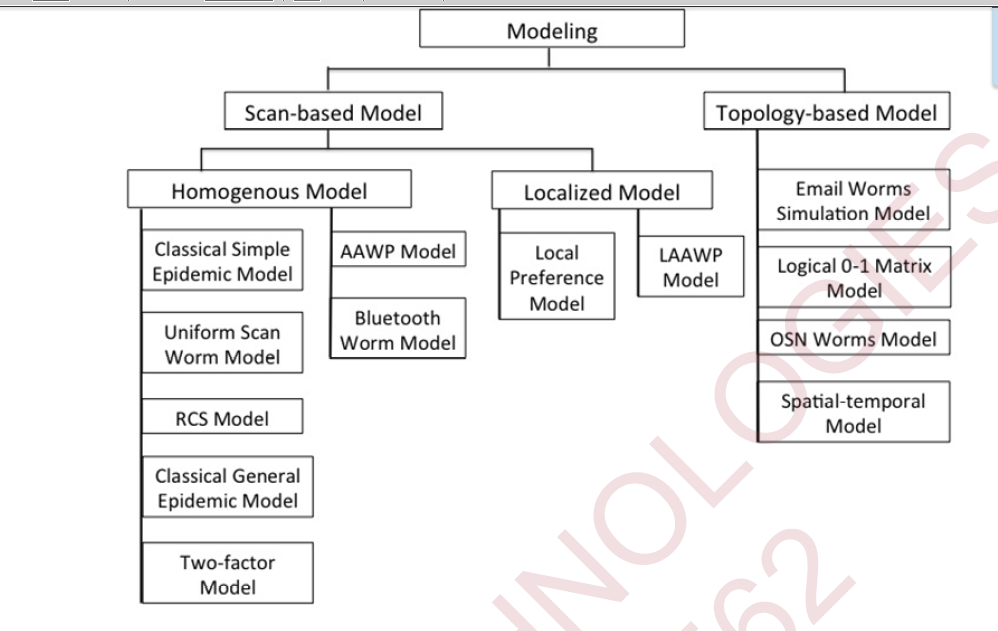 Modeling
Scan-based Model
Topology-based Model
Homogenous Model
Localized Model
Classical Simple
Epidemic Model
Uniform Scan
Worm Model
RCS Model
Classical General
Epidemic Model
Two-factor
Model
AAWP Model
Bluetooth
Worm Model
Local
Preference
Model
LAAWP
Model
Email Worms
Simulation Model
Logical 0-1 Matrix
Model
OSN Worms Model
Spatial-temporal
Model
NOLOGIES
62